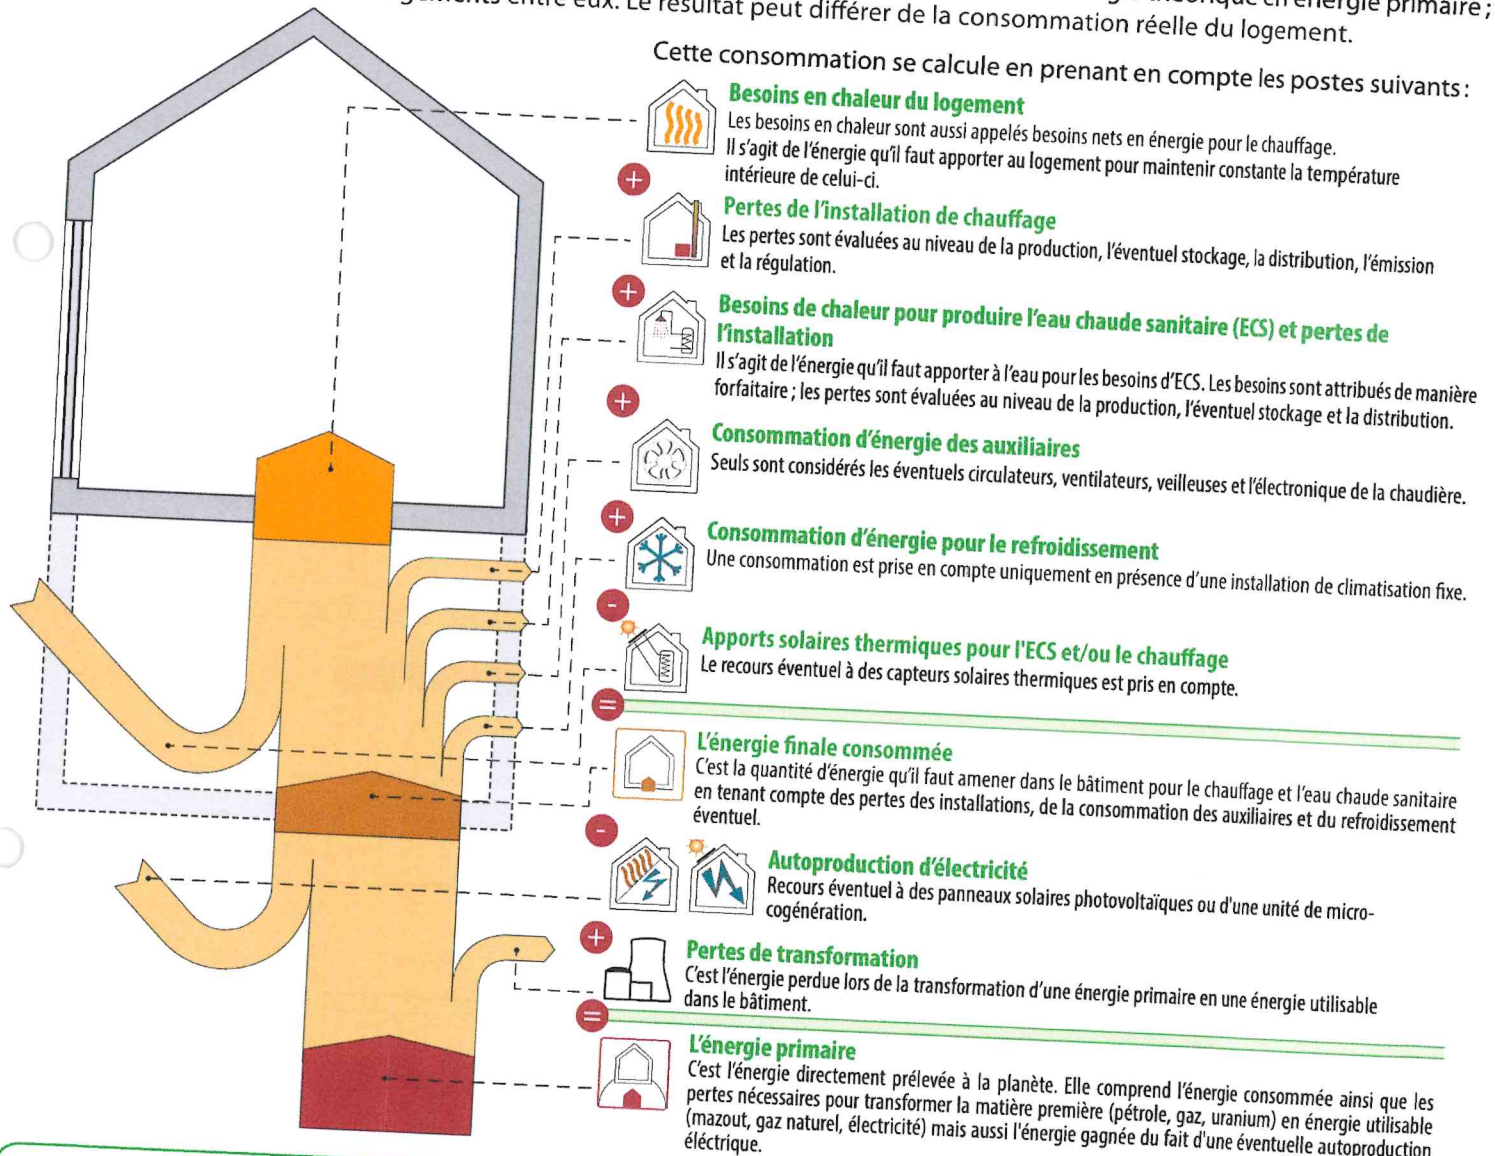 énergie primaire ;
entre eux. Le résultat peut différer de la consommation réelle du logement.
Cette consommation se calcule en prenant en compte les postes suivants :
Besoins en chaleur du logement
Les besoins en chaleur sont aussi appelés besoins nets en énergie pour le chauffage.
Il s'agit de l'énergie qu'il faut apporter au logement pour maintenir constante la température
intérieure de celui-ci.
+
Pertes de l'installation de chauffage
Les pertes sont évaluées au niveau de la production, l'éventuel stockage, la distribution, l'émission
et la régulation.
+
Besoins de chaleur pour produire l'eau chaude sanitaire (ECS) et pertes de
l'installation
Il s'agit de l'énergie qu'il faut apporter à l'eau pour les besoins d'ECS. Les besoins sont attribués de manière
forfaitaire ; les pertes sont évaluées au niveau de la production, l'éventuel stockage et la distribution.
+
Consommation d'énergie des auxiliaires
Seuls sont considérés les éventuels circulateurs, ventilateurs, veilleuses et l'électronique de la chaudière.
+
Consommation d'énergie pour le refroidissement
Une consommation est prise en compte uniquement en présence d'une installation de climatisation fixe.
-
Apports solaires thermiques pour l'ECS et/ou le chauffage
Le recours éventuel à des capteurs solaires thermiques est pris en compte.
=
L'énergie finale consommée
C'est la quantité d'énergie qu'il faut amener dans le bâtiment pour le chauffage et l'eau chaude sanitaire
en tenant compte des pertes des installations, de la consommation des auxiliaires et du refroidissement
éventuel.
-
Autoproduction d'électricité
Recours éventuel à des panneaux solaires photovoltaïques ou d'une unité de micro-
cogénération.
+
Pertes de transformation
C'est l'énergie perdue lors de la transformation d'une énergie primaire en une énergie utilisable
dans le bâtiment.
=
L'énergie primaire
C'est l'énergie directement prélevée à la planète. Elle comprend l'énergie consommée ainsi que les
pertes nécessaires pour transformer la matière première (pétrole, gaz, uranium) en énergie utilisable
(mazout, gaz naturel, électricité) mais aussi l'énergie gagnée du fait d'une éventuelle autoproduction
éléctrique.